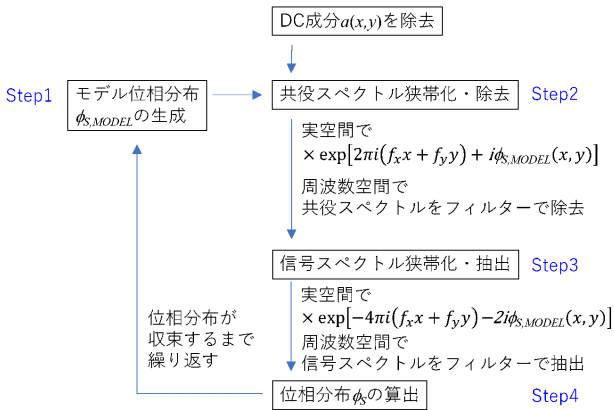 DC成分a(x,y)を除去
Step1
モデル位相分布
ϕS,MODELの生成
共役スペクトル狭帯化・除去
Step2
実空間で
× exp[2πi(fxx + fyy) + iϕS,MODEL(x, y)]
周波数空間で
共役スペクトルをフィルターで除去
信号スペクトル狭帯化・抽出
Step3
実空間で
× exp[−4πi(fxx + fyy) −2iϕS,MODEL(x, y)]
周波数空間で
信号スペクトルをフィルターで抽出
位相分布が
収束するまで
繰り返す
位相分布ϕSの算出
Step4